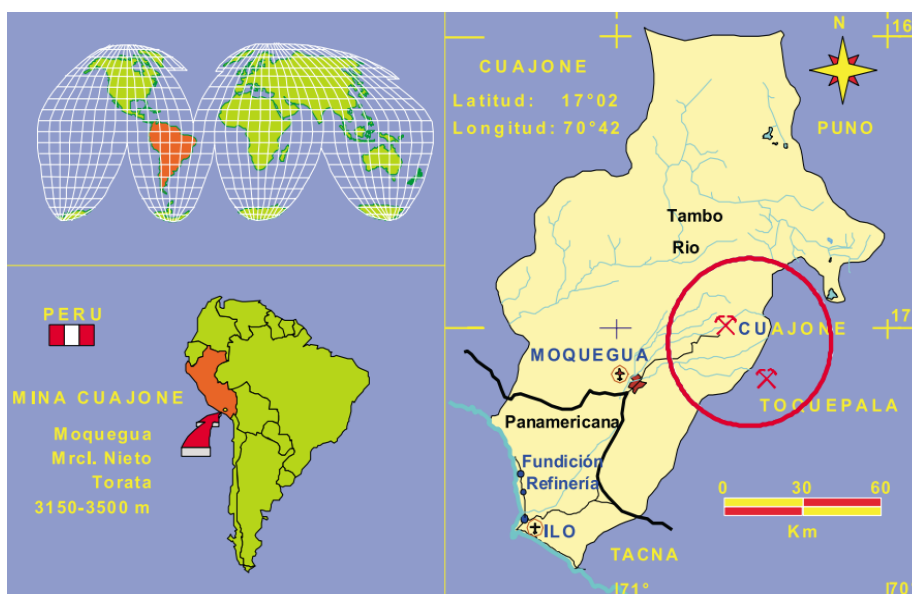 PERU
MINA CUAJONE
Moquegua
Mrcl. Nieto
Torata
3150-3500 m
CUAJONE
Latitud: 17°02
Longitud: 70°42
N
16
PUNO
Tambo
Rio
17
CUAJONE
MOQUEGUA
TOQUEPALA
Panamericana
Fundición
Refinería
0 30 60
Km
ILO
TACNA
71°
70